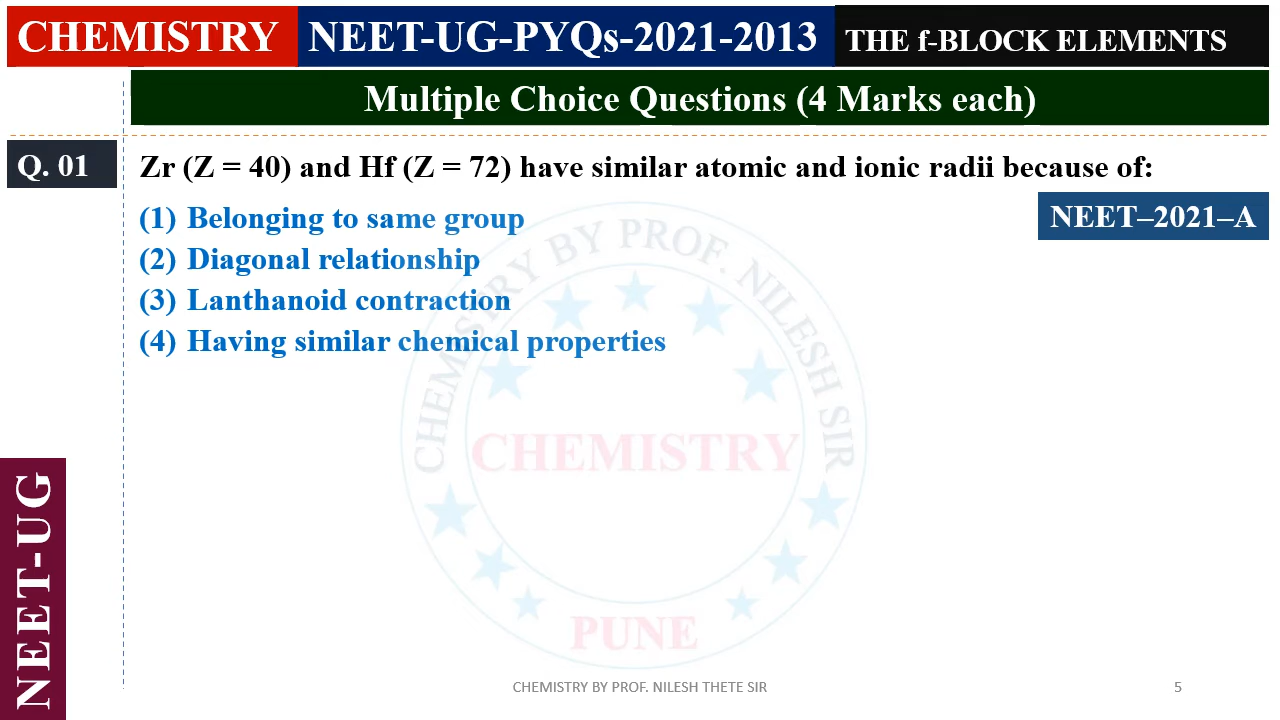 CHEMISTRY NEET-UG-PYQs-2021-2013 THE f-BLOCK ELEMENTS
Multiple Choice Questions (4 Marks each)
Q. 01 Zr (Z = 40) and Hf (Z = 72) have similar atomic and ionic radii because of:
(1) Belonging to same group
NEET–2021–A
(2) Diagonal relationship
(3) Lanthanoid contraction
(4) Having similar chemical properties
CHEMISTRY BY PROF. NILESH SIR
CHEMISTRY
PUNE
NEET-UG
CHEMISTRY BY PROF. NILESH THETE SIR
5